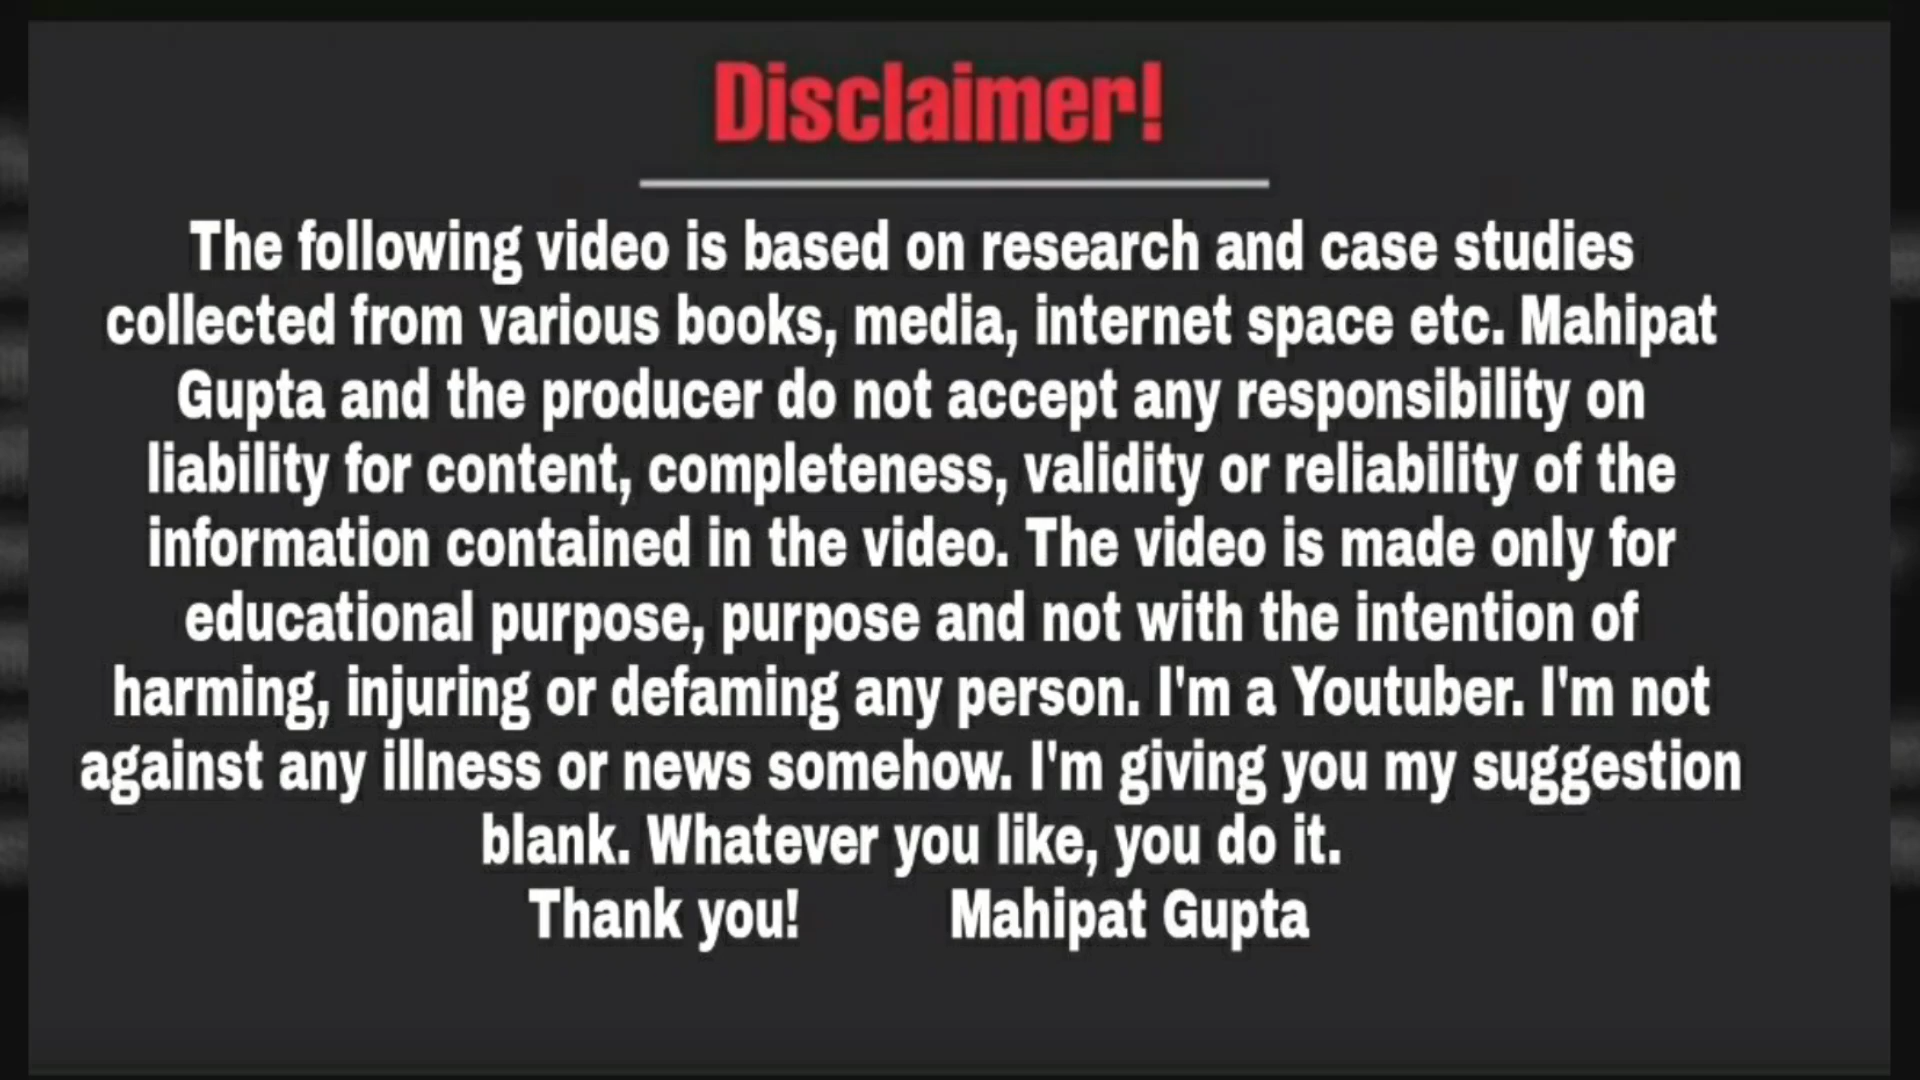 Disclaimer!
The following video is based on research and case studies
collected from various books, media, internet space etc. Mahipat
Gupta and the producer do not accept any responsibility on
liability for content, completeness, validity or reliability of the
information contained in the video. The video is made only for
educational purpose, purpose and not with the intention of
harming, injuring or defaming any person. I'm a Youtuber. I'm not
against any illness or news somehow. I'm giving you my suggestion
blank. Whatever you like, you do it.
Thank you! Mahipat Gupta